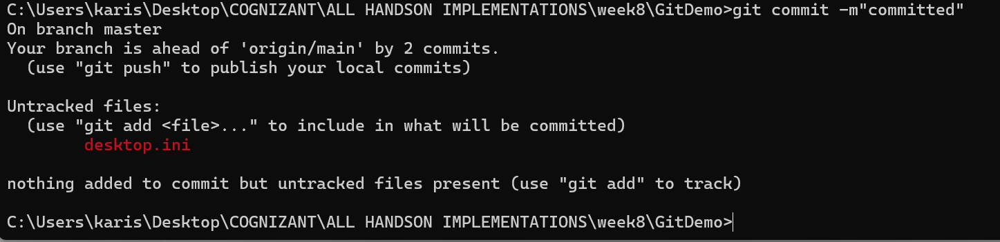 C:\Users\karis\Desktop\COGNIZANT\ALL HANDSON IMPLEMENTATIONS\week8\GitDemo>git commit -m"committed"
On branch master
Your branch is ahead of 'origin/main' by 2 commits.
  (use "git push" to publish your local commits)

Untracked files:
  (use "git add <file>..." to include in what will be committed)
        desktop.ini

nothing added to commit but untracked files present (use "git add" to track)

C:\Users\karis\Desktop\COGNIZANT\ALL HANDSON IMPLEMENTATIONS\week8\GitDemo>